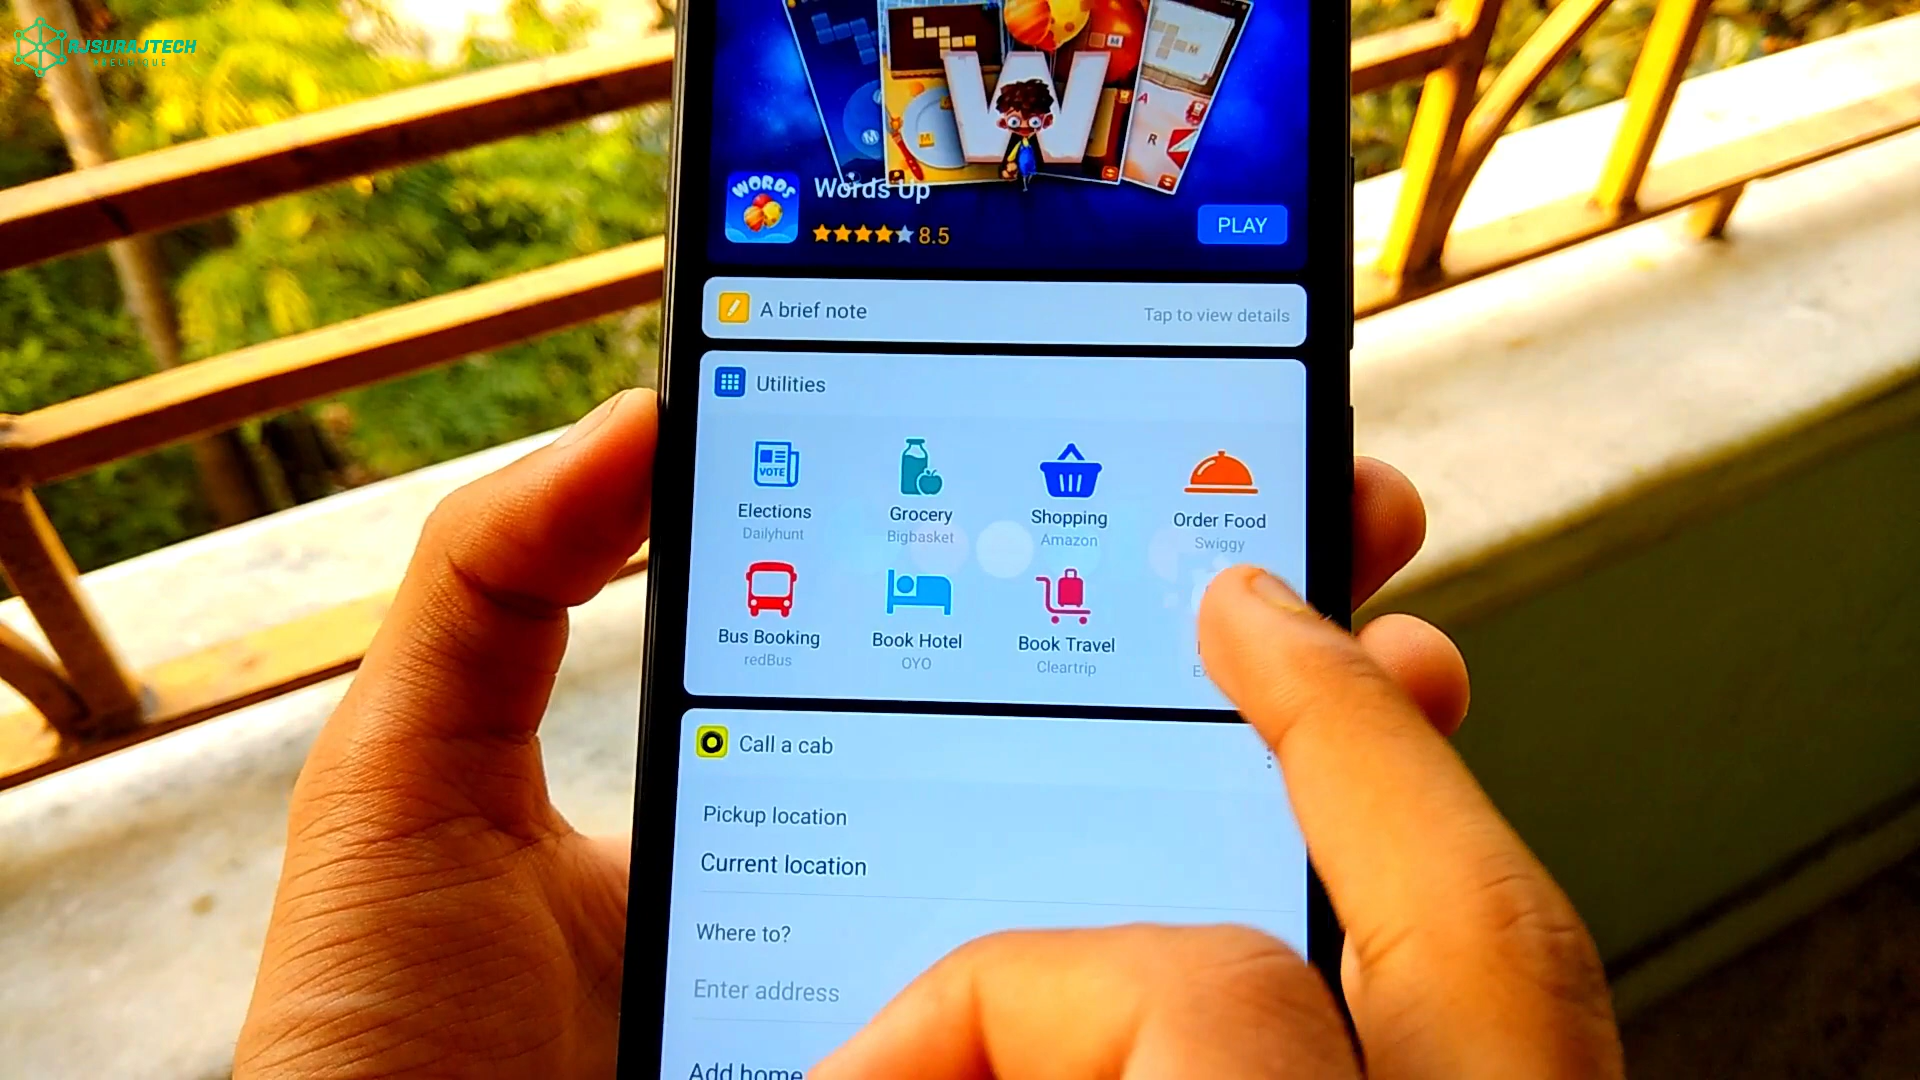 RJSURAJTECH
WORDS
Words Up
8.5
PLAY
A brief note
Tap to view details
Utilities
VOTE
Elections
Dailyhunt
Grocery
Bigbasket
Shopping
Amazon
Order Food
Swiggy
Bus Booking
redBus
Book Hotel
OYO
Book Travel
Cleartrip
Call a cab
Pickup location
Current location
Where to?
Enter address
Add home